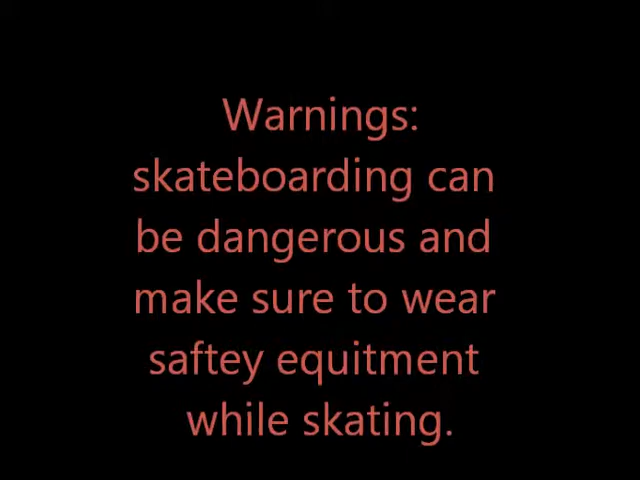 Warnings:
skateboarding can
be dangerous and
make sure to wear
saftey equitment
while skating.